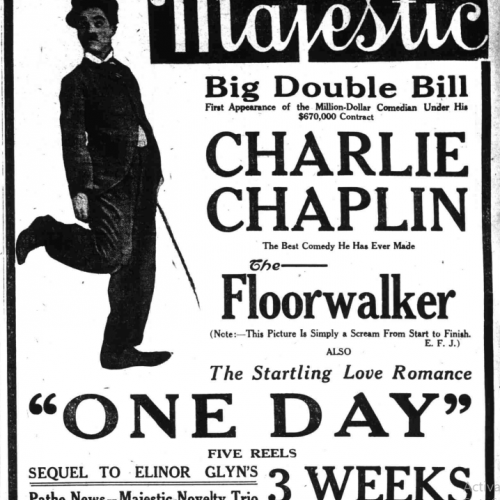 Majestic
Big Double Bill
First Appearance of the Million-Dollar Comedian Under His
$670,000 Contract
CHARLIE
CHAPLIN
The Best Comedy He Has Ever Made
The
Floorwalker
(Note:—This Picture Is Simply a Scream From Start to Finish.
E. F. J.)
ALSO
The Startling Love Romance
"ONE DAY"
FIVE REELS
SEQUEL TO ELINOR GLYN'S 3 WEEKS
Pathe News—Majestic Novelty Trio
Activa